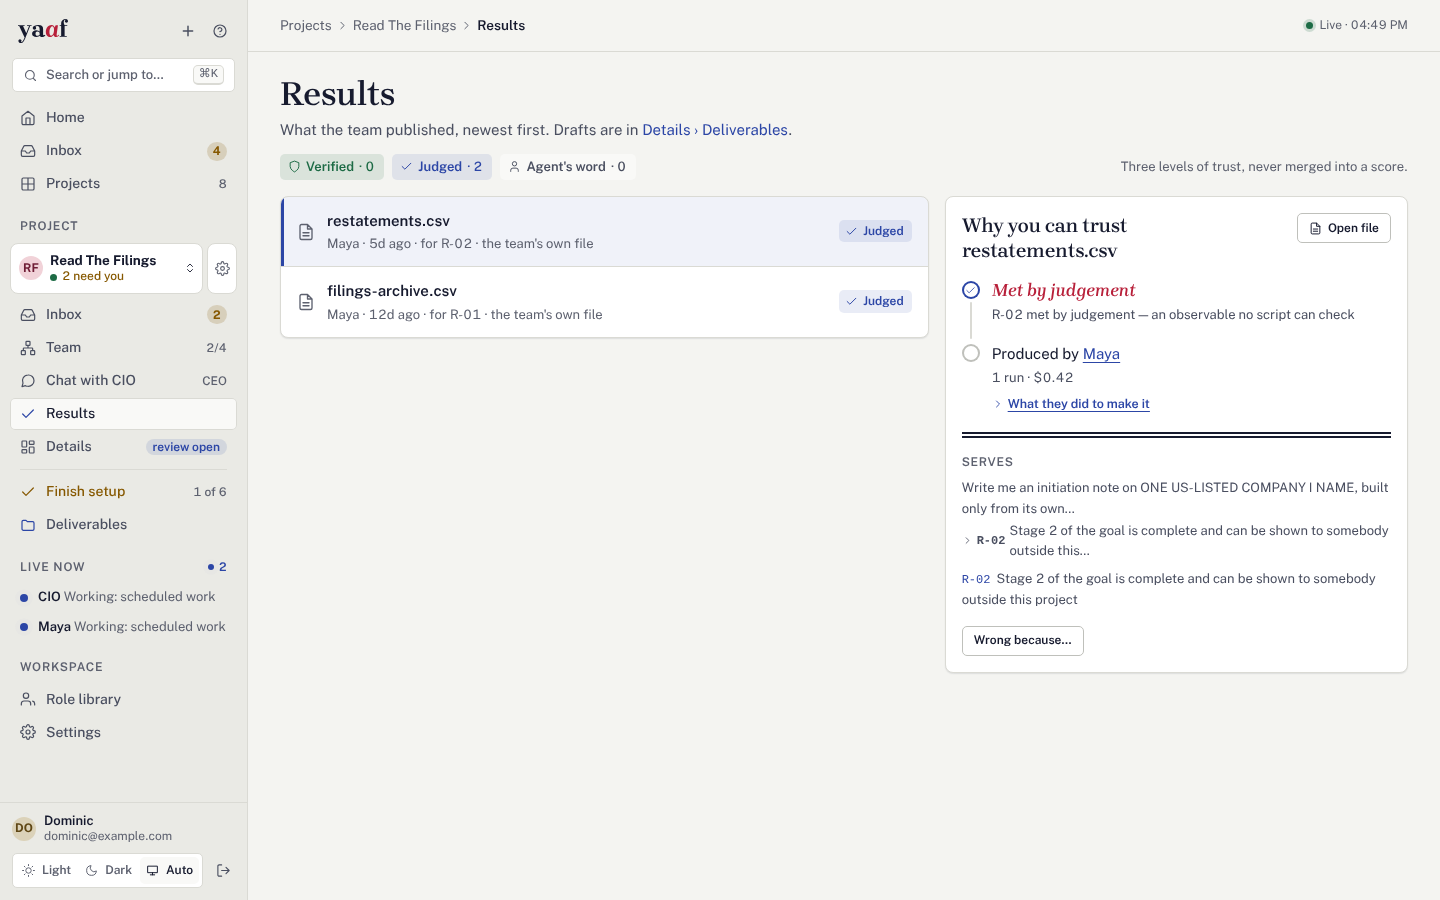 yaaf
Search or jump to... ⌘K
Home
Inbox 4
Projects 8
PROJECT
RF Read The Filings
2 need you
Inbox 2
Team 2/4
Chat with CIO CEO
Results
Details review open
Finish setup 1 of 6
Deliverables
LIVE NOW 2
CIO Working: scheduled work
Maya Working: scheduled work
WORKSPACE
Role library
Settings
DO Dominic
dominic@example.com
Light Dark Auto
Projects > Read The Filings > Results
Live · 04:49 PM
Results
What the team published, newest first. Drafts are in Details › Deliverables.
Verified · 0 Judged · 2 Agent's word · 0
Three levels of trust, never merged into a score.
restatements.csv
Maya · 5d ago · for R-02 · the team's own file
Judged
filings-archive.csv
Maya · 12d ago · for R-01 · the team's own file
Judged
Why you can trust
restatements.csv
Open file
Met by judgement
R-02 met by judgement — an observable no script can check
Produced by Maya
1 run · $0.42
What they did to make it
SERVES
Write me an initiation note on ONE US-LISTED COMPANY I NAME, built
only from its own...
R-02 Stage 2 of the goal is complete and can be shown to somebody
outside this...
R-02 Stage 2 of the goal is complete and can be shown to somebody
outside this project
Wrong because...